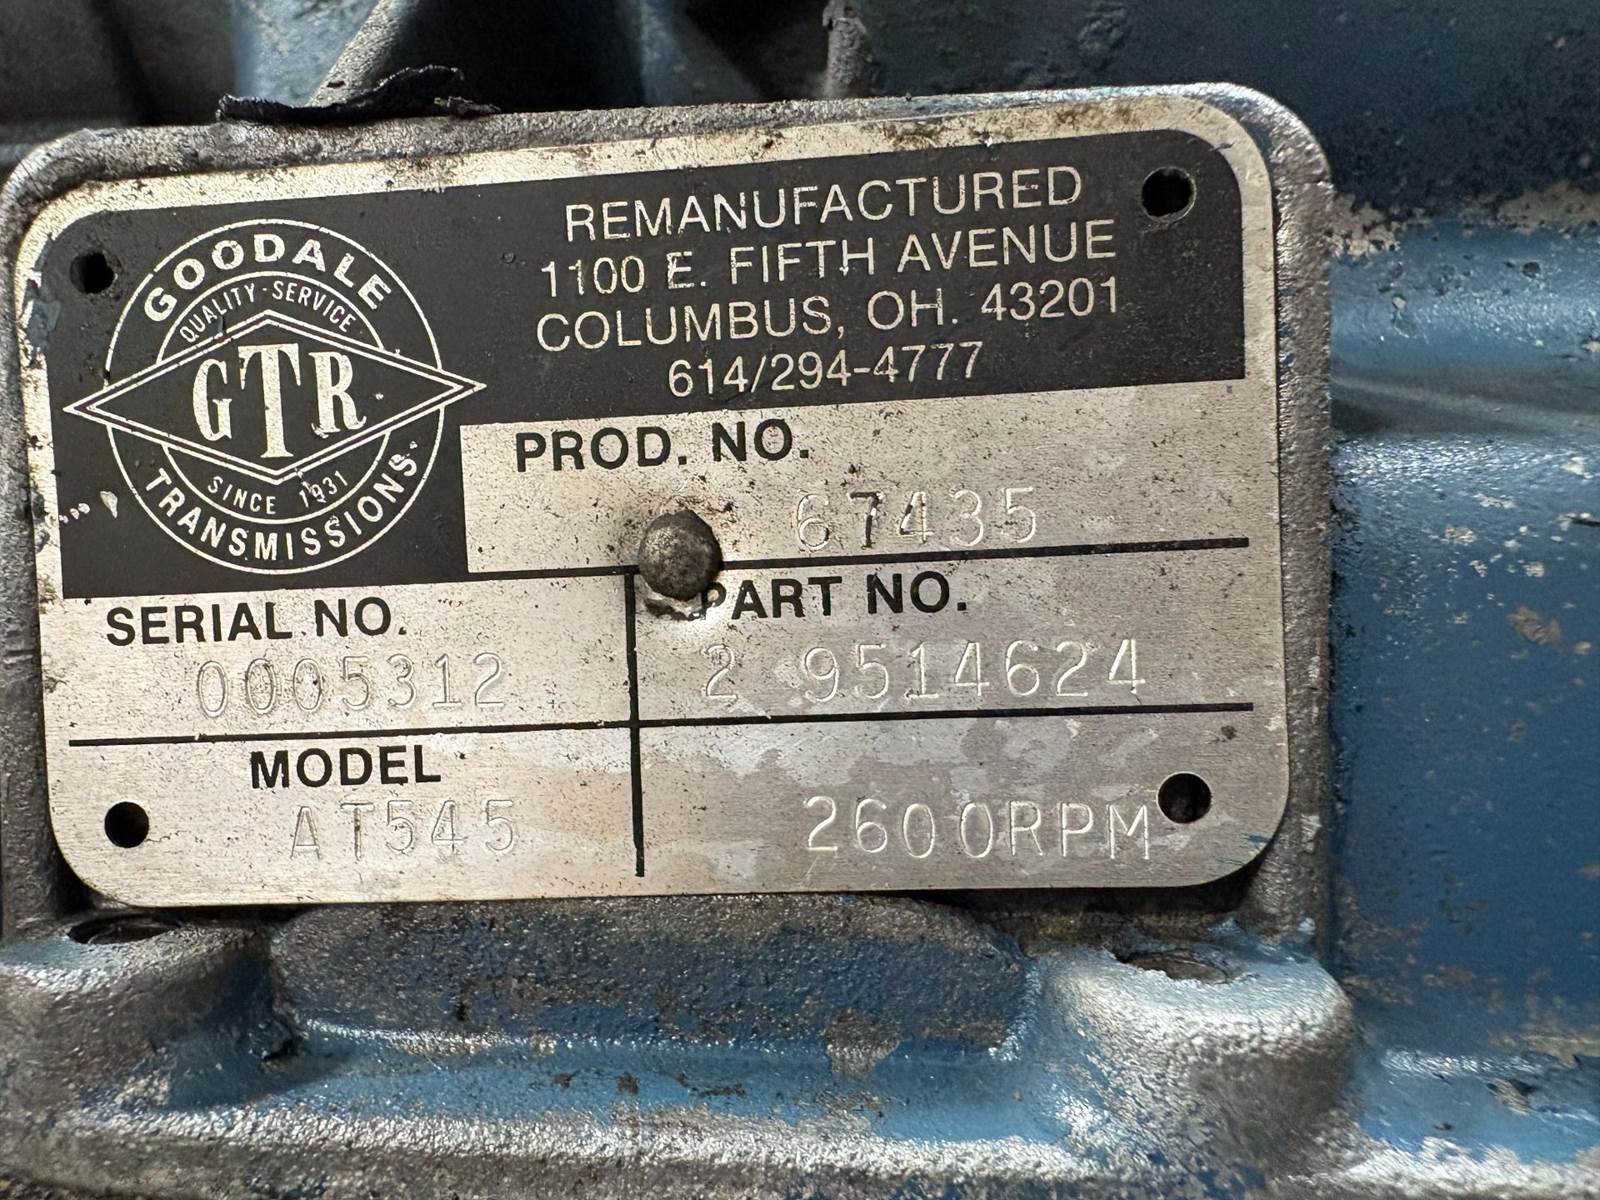 GOODALE
QUALITY-SERVICE
GTR
SINCE 1931
TRANSMISSIONS
REMANUFACTURED
1100 E. FIFTH AVENUE
COLUMBUS, OH. 43201
614/294-4777
PROD. NO.
67435
SERIAL NO.
0005312
PART NO.
2 9514624
MODEL
AT545
2600RPM